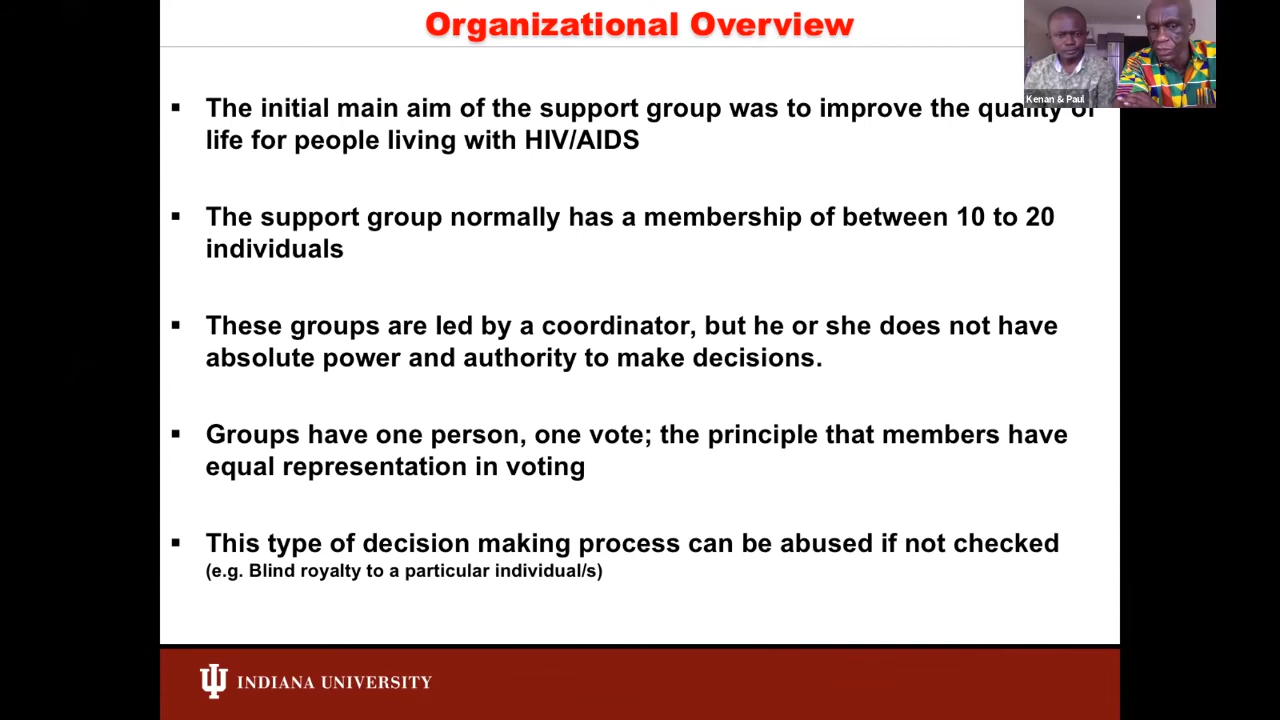 Organizational Overview
Kenan & Paul
▪ The initial main aim of the support group was to improve the quality of
life for people living with HIV/AIDS
▪ The support group normally has a membership of between 10 to 20
individuals
▪ These groups are led by a coordinator, but he or she does not have
absolute power and authority to make decisions.
▪ Groups have one person, one vote; the principle that members have
equal representation in voting
▪ This type of decision making process can be abused if not checked
(e.g. Blind royalty to a particular individual/s)
INDIANA UNIVERSITY